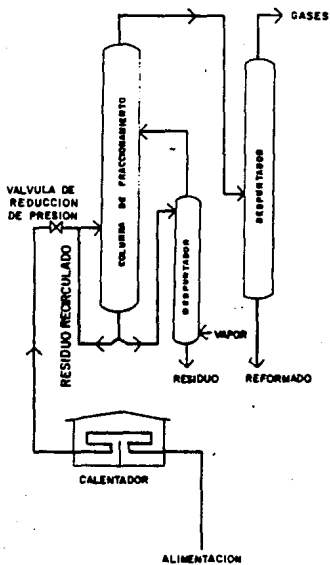 GASES
COLUMNA DE FRACCIONAMIENTO
DESPUNTADOR
VALVULA DE
REDUCCION
DE PRESION
RESIDUO RECIRCULADO
DESPUNTADOR
VAPOR
RESIDUO
REFORMADO
CALENTADOR
ALIMENTACION